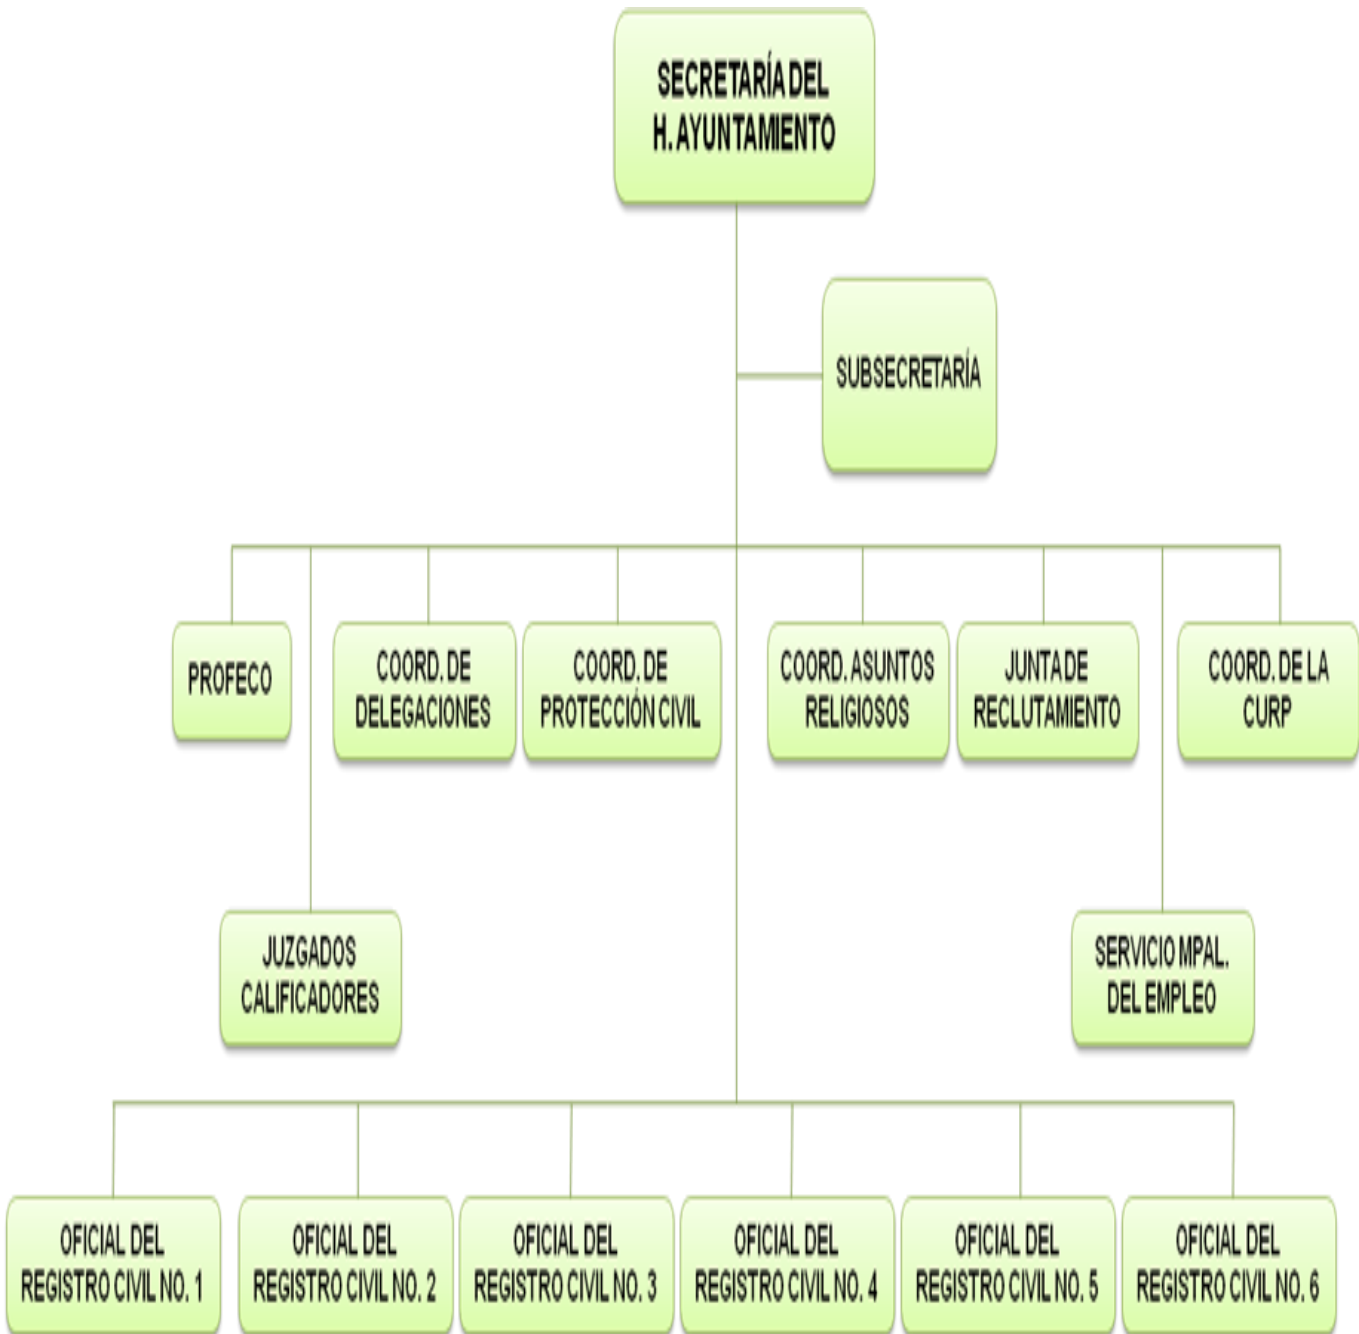 SECRETARÍA DEL
H. AYUNTAMIENTO
SUBSECRETARÍA
PROFECO
COORD. DE
DELEGACIONES
COORD. DE
PROTECCIÓN CIVIL
COORD. ASUNTOS
RELIGIOSOS
JUNTA DE
RECLUTAMIENTO
COORD. DE LA
CURP
JUZGADOS
CALIFICADORES
SERVICIO MPAL.
DEL EMPLEO
OFICIAL DEL
REGISTRO CIVIL NO. 1
OFICIAL DEL
REGISTRO CIVIL NO. 2
OFICIAL DEL
REGISTRO CIVIL NO. 3
OFICIAL DEL
REGISTRO CIVIL NO. 4
OFICIAL DEL
REGISTRO CIVIL NO. 5
OFICIAL DEL
REGISTRO CIVIL NO. 6